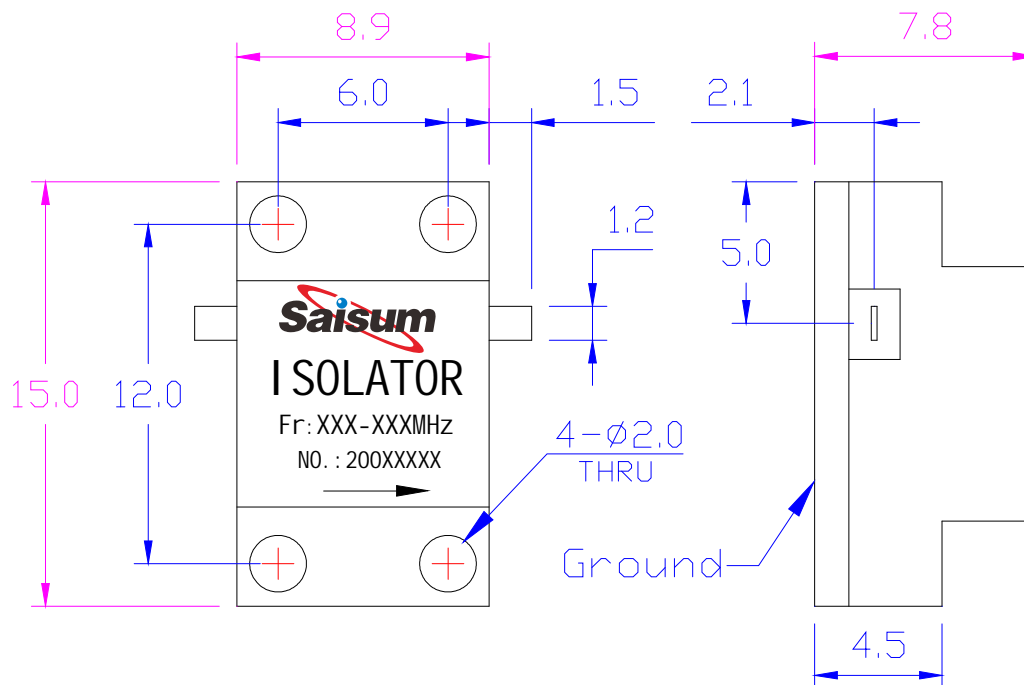 8.9
7.8
6.0
1.5
2.1
1.2
5.0
Saisum
ISOLATOR
15.0
12.0
Fr:XXX-XXXMHz
4-Ø2.0
THRU
NO.:200XXXXX
Ground
4.5